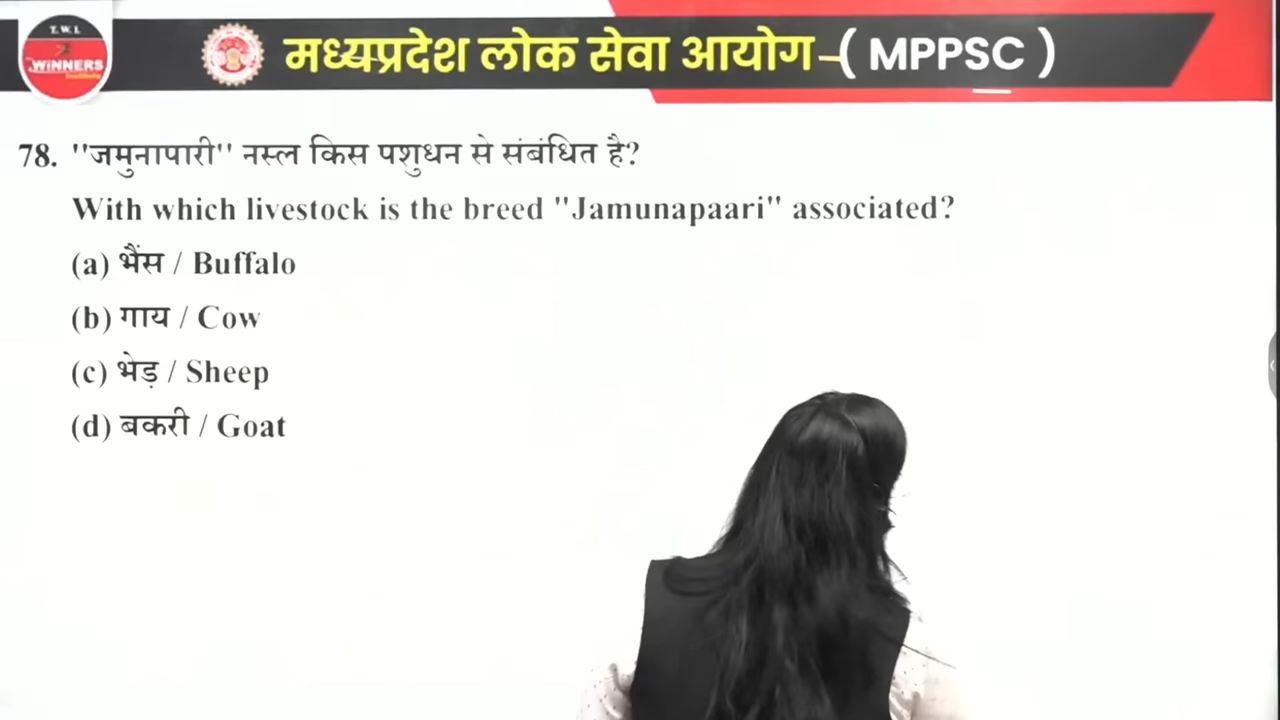 T.W.I.
WINNERS
Institute
मध्यप्रदेश लोक सेवा आयोग-( MPPSC )
78. "जमुनापारी" नस्ल किस पशुधन से संबंधित है?
With which livestock is the breed "Jamunapaari" associated?
(a) भैंस / Buffalo
(b) गाय / Cow
(c) भेड़ / Sheep
(d) बकरी / Goat